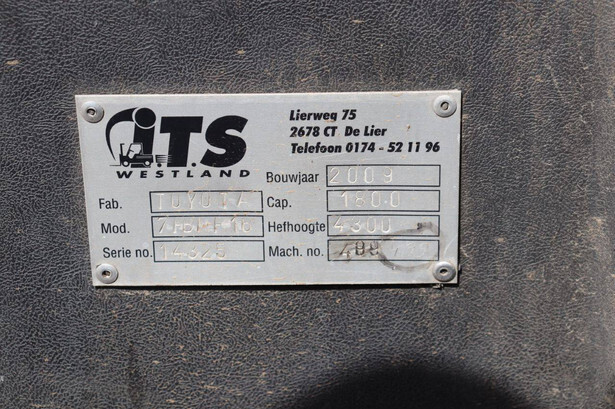 i.T.S
WESTLAND
Lierweg 75
2678 CT De Lier
Telefoon 0174 - 52 11 96
Bouwjaar 2009
Fab. TOYOTA Cap. 1800
Mod. Hefhoogte 4300
Serie no. 14325 Mach. no.